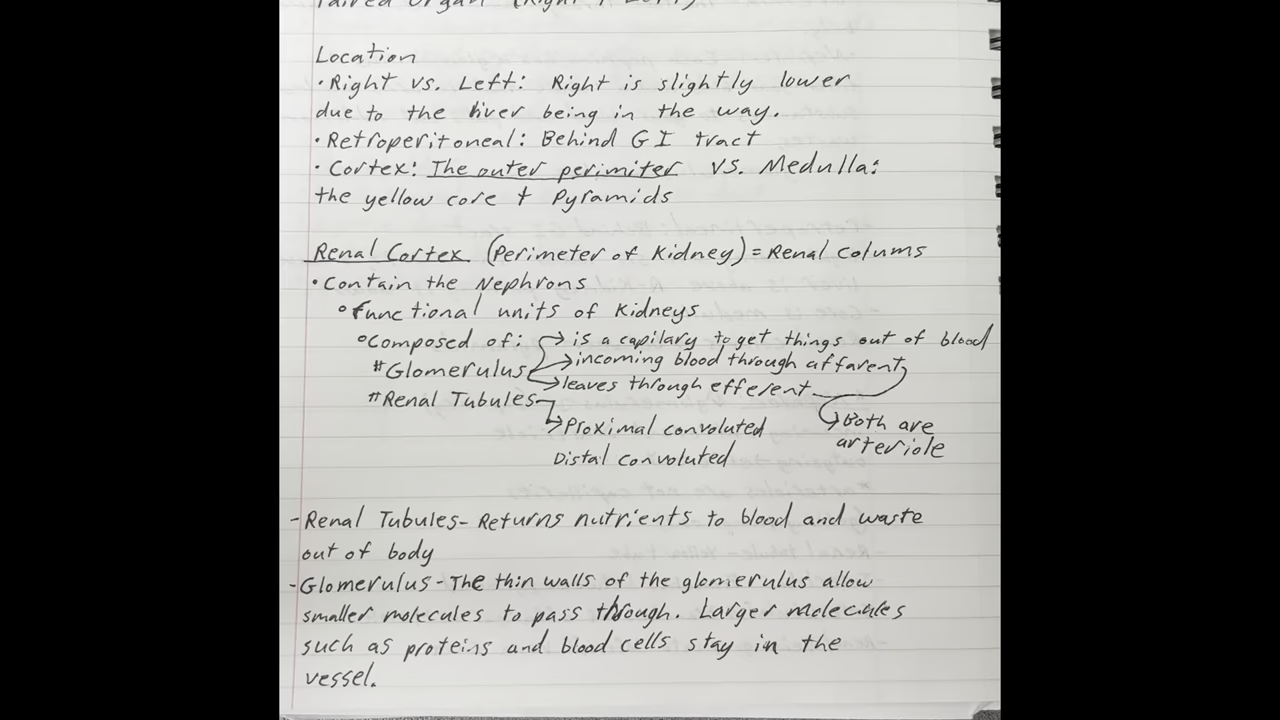 Paired Organ (Right + Left)
Location
• Right vs. Left: Right is slightly lower
due to the liver being in the way.
• Retroperitoneal: Behind GI tract
• Cortex: The outer perimiter vs. Medulla:
the yellow core + Pyramids
Renal Cortex (Perimeter of Kidney) = Renal Colums
• Contain the Nephrons
° Functional units of Kidneys
° Composed of: → is a capilary to get things out of blood
# Glomerulus → incoming blood through affarent
→ leaves through efferent
# Renal Tubules
→ Proximal convoluted
→ Both are
arteriole
Distal convoluted
- Renal Tubules - Returns nutrients to blood and waste
out of body
- Glomerulus - The thin walls of the glomerulus allow
smaller molecules to pass through. Larger molecules
such as proteins and blood cells stay in the
vessel.